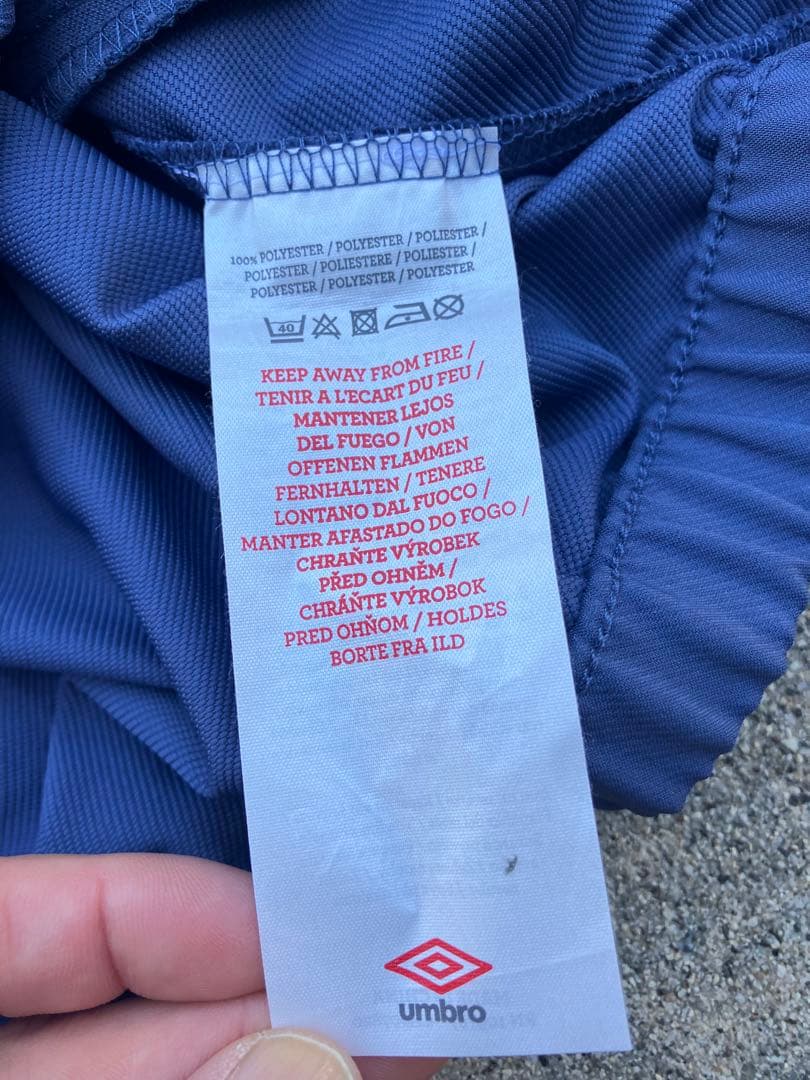 100% POLYESTER / POLYESTER / POLIESTER /
POLYESTER / POLIESTERE / POLIESTER /
POLYESTER / POLYESTER / POLYESTER
40
KEEP AWAY FROM FIRE /
TENIR A L'ECART DU FEU /
MANTENER LEJOS
DEL FUEGO / VON
OFFENEN FLAMMEN
FERNHALTEN / TENERE
LONTANO DAL FUOCO /
MANTER AFASTADO DO FOGO /
CHRAŇTE VÝROBEK
PŘED OHNĚM /
CHRÁŇTE VÝROBOK
PRED OHŇOM / HOLDES
BORTE FRA ILD
umbro